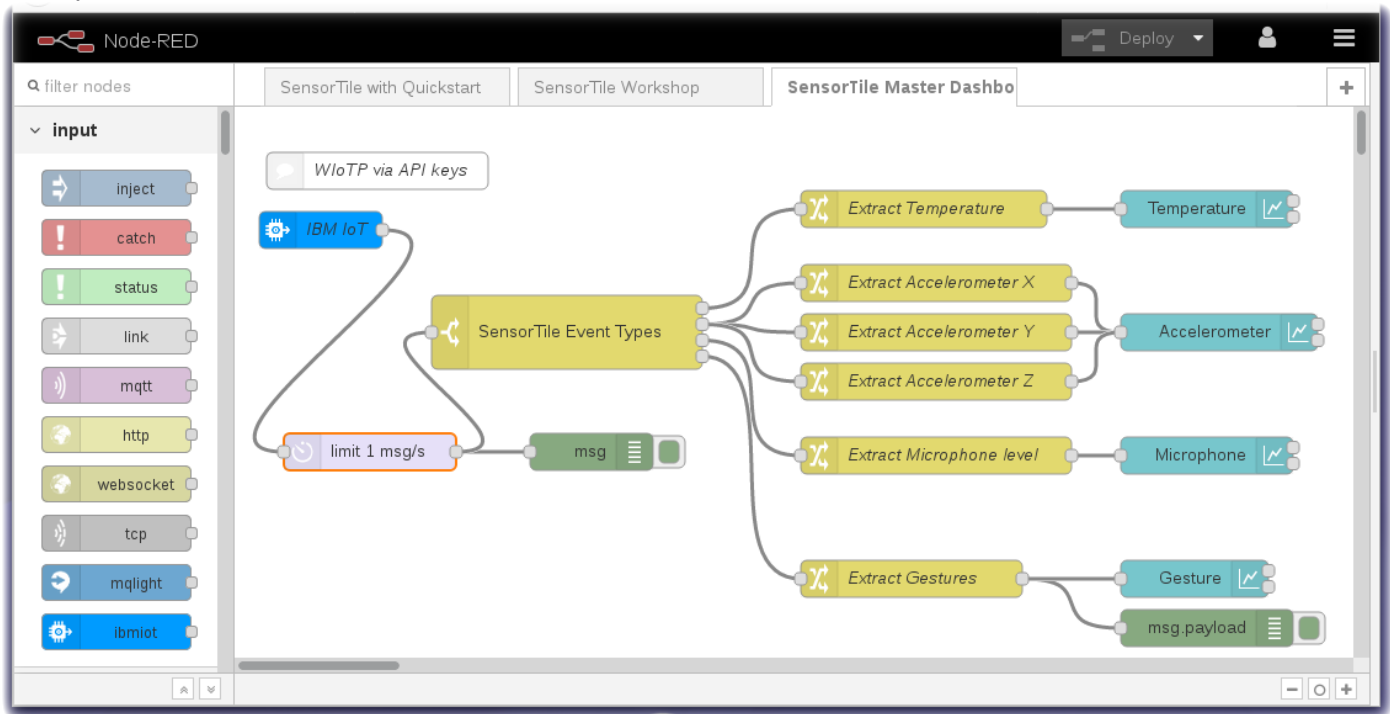 Node-RED
Deploy
filter nodes
SensorTile with Quickstart
SensorTile Workshop
SensorTile Master Dashbo
input
inject
catch
status
link
mqtt
http
websocket
tcp
mqlight
ibmiot
WIoTP via API keys
IBM IoT
limit 1 msg/s
msg
SensorTile Event Types
Extract Temperature
Temperature
Extract Accelerometer X
Extract Accelerometer Y
Accelerometer
Extract Accelerometer Z
Extract Microphone level
Microphone
Extract Gestures
Gesture
msg.payload